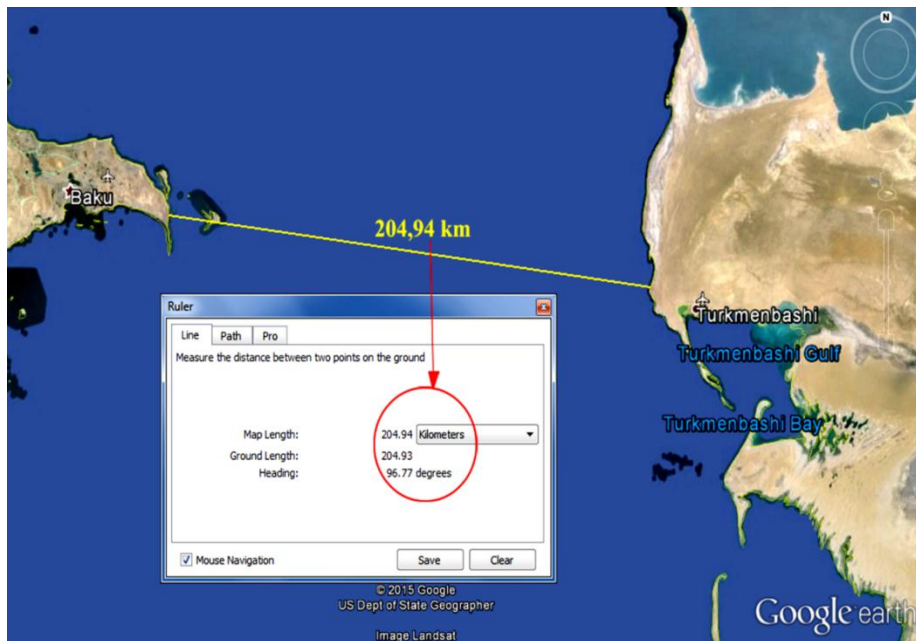 N
Baku
204,94 km
Ruler
Line Path Pro
Measure the distance between two points on the ground
Map Length: 204.94 Kilometers
Ground Length: 204.93
Heading: 96.77 degrees
Mouse Navigation Save Clear
Turkmenbashi
Turkmenbashi Gulf
Turkmenbashi Bay
© 2015 Google
US Dept of State Geographer
Image Landsat
Google earth